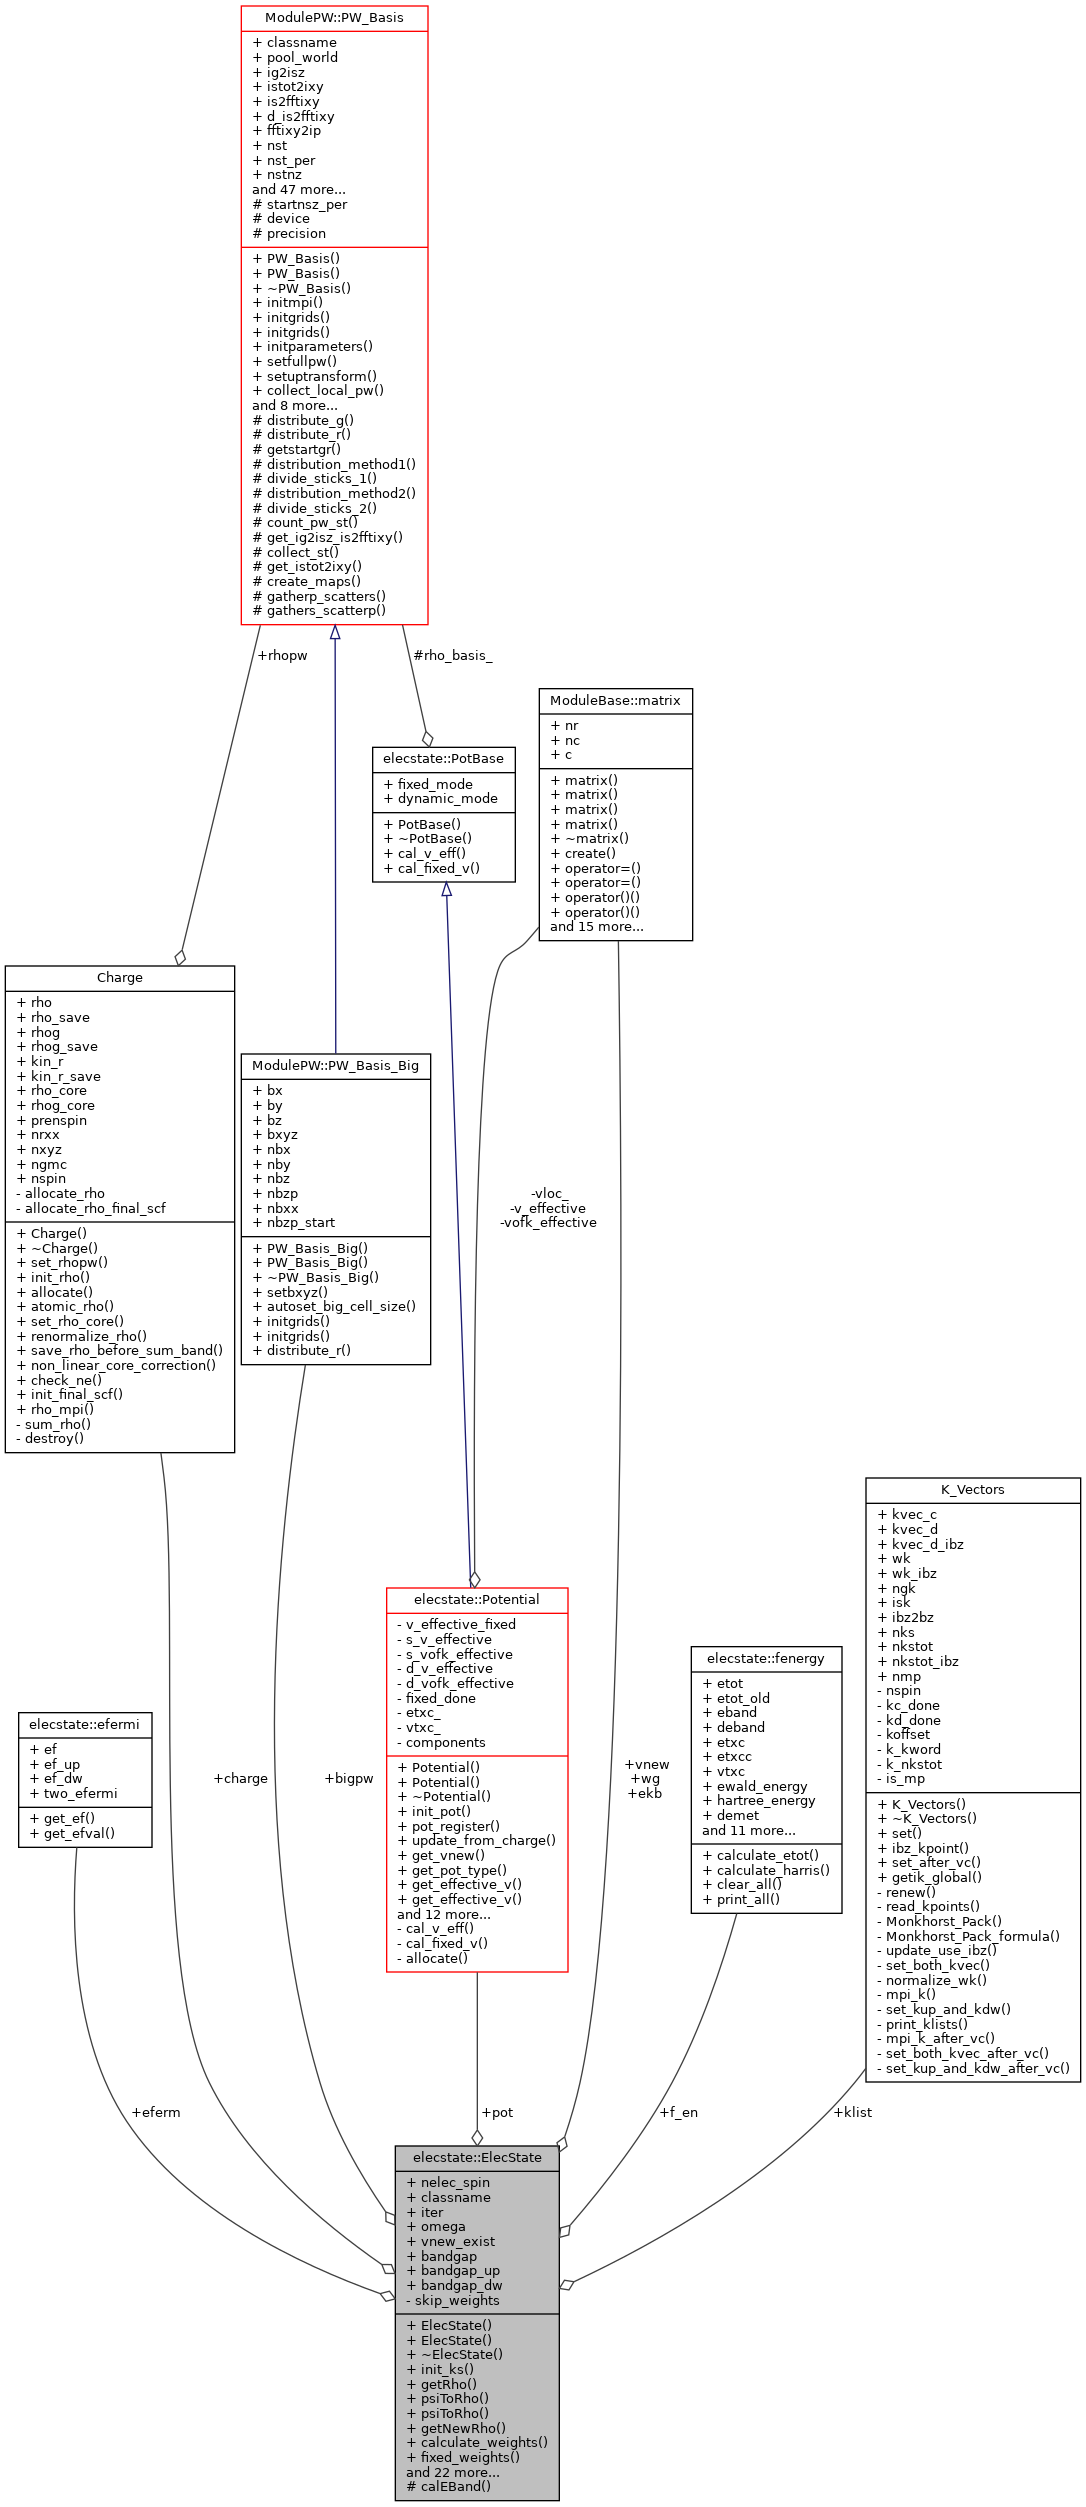 ModulePW::PW_Basis
+ classname
+ pool_world
+ ig2isz
+ istot2ixy
+ is2fftixy
+ d_is2fftixy
+ fftixy2ip
+ nst
+ nst_per
+ nstnz
and 47 more...
# startnsz_per
# device
# precision
+ PW_Basis()
+ PW_Basis()
+ ~PW_Basis()
+ initmpi()
+ initgrids()
+ initgrids()
+ initparameters()
+ setfullpw()
+ setuptransform()
+ collect_local_pw()
and 8 more...
# distribute_g()
# distribute_r()
# getstartgr()
# distribution_method1()
# divide_sticks_1()
# distribution_method2()
# divide_sticks_2()
# count_pw_st()
# get_ig2isz_is2fftixy()
# collect_st()
# get_istot2ixy()
# create_maps()
# gatherp_scatters()
# gathers_scatterp()
+rhopw
#rho_basis_
ModuleBase::matrix
+ nr
+ nc
+ c
+ matrix()
+ matrix()
+ matrix()
+ matrix()
+ ~matrix()
+ create()
+ operator=()
+ operator=()
+ operator()()
+ operator()()
and 15 more...
elecstate::PotBase
+ fixed_mode
+ dynamic_mode
+ PotBase()
+ ~PotBase()
+ cal_v_eff()
+ cal_fixed_v()
Charge
+ rho
+ rho_save
+ rhog
+ rhog_save
+ kin_r
+ kin_r_save
+ rho_core
+ rhog_core
+ prenspin
+ nrxx
+ nxyz
+ ngmc
+ nspin
- allocate_rho
- allocate_rho_final_scf
+ Charge()
+ ~Charge()
+ set_rhopw()
+ init_rho()
+ allocate()
+ atomic_rho()
+ set_rho_core()
+ renormalize_rho()
+ save_rho_before_sum_band()
+ non_linear_core_correction()
+ check_ne()
+ init_final_scf()
+ rho_mpi()
- sum_rho()
- destroy()
ModulePW::PW_Basis_Big
+ bx
+ by
+ bz
+ bxyz
+ nbx
+ nby
+ nbz
+ nbzp
+ nbxx
+ nbzp_start
+ PW_Basis_Big()
+ PW_Basis_Big()
+ ~PW_Basis_Big()
+ setbxyz()
+ autoset_big_cell_size()
+ initgrids()
+ initgrids()
+ distribute_r()
-vloc_
-v_effective
-vofk_effective
K_Vectors
+ kvec_c
+ kvec_d
+ kvec_d_ibz
+ wk
+ wk_ibz
+ ngk
+ isk
+ ibz2bz
+ nks
+ nkstot
+ nkstot_ibz
+ nmp
- nspin
- kc_done
- kd_done
- koffset
- k_kword
- k_nkstot
- is_mp
+ K_Vectors()
+ ~K_Vectors()
+ set()
+ ibz_kpoint()
+ set_after_vc()
+ getik_global()
- renew()
- read_kpoints()
- Monkhorst_Pack()
- Monkhorst_Pack_formula()
- update_use_ibz()
- set_both_kvec()
- normalize_wk()
- mpi_k()
- set_kup_and_kdw()
- print_klists()
- mpi_k_after_vc()
- set_both_kvec_after_vc()
- set_kup_and_kdw_after_vc()
elecstate::Potential
- v_effective_fixed
- s_v_effective
- s_vofk_effective
- d_v_effective
- d_vofk_effective
- fixed_done
- etxc_
- vtxc_
- components
+ Potential()
+ Potential()
+ ~Potential()
+ init_pot()
+ pot_register()
+ update_from_charge()
+ get_vnew()
+ get_pot_type()
+ get_effective_v()
+ get_effective_v()
and 12 more...
- cal_v_eff()
- cal_fixed_v()
- allocate()
elecstate::fenergy
+ etot
+ etot_old
+ eband
+ deband
+ etxc
+ etxcc
+ vtxc
+ ewald_energy
+ hartree_energy
+ demet
and 11 more...
+ calculate_etot()
+ calculate_harris()
+ clear_all()
+ print_all()
elecstate::efermi
+ ef
+ ef_up
+ ef_dw
+ two_efermi
+ get_ef()
+ get_efval()
+charge
+bigpw
+vnew
+wg
+ekb
+eferm
+pot
+f_en
+klist
elecstate::ElecState
+ nelec_spin
+ classname
+ iter
+ omega
+ vnew_exist
+ bandgap
+ bandgap_up
+ bandgap_dw
- skip_weights
+ ElecState()
+ ElecState()
+ ~ElecState()
+ init_ks()
+ getRho()
+ psiToRho()
+ psiToRho()
+ getNewRho()
+ calculate_weights()
+ fixed_weights()
and 22 more...
# calEBand()